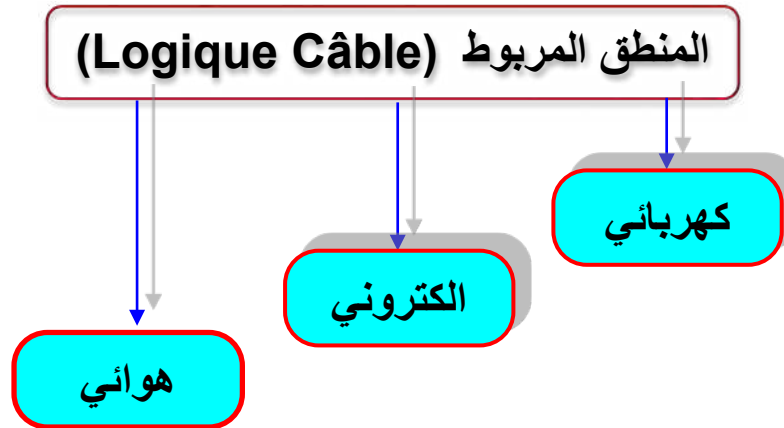 المنطق المربوط (Logique Câble)
كهربائي
الكتروني
هوائي